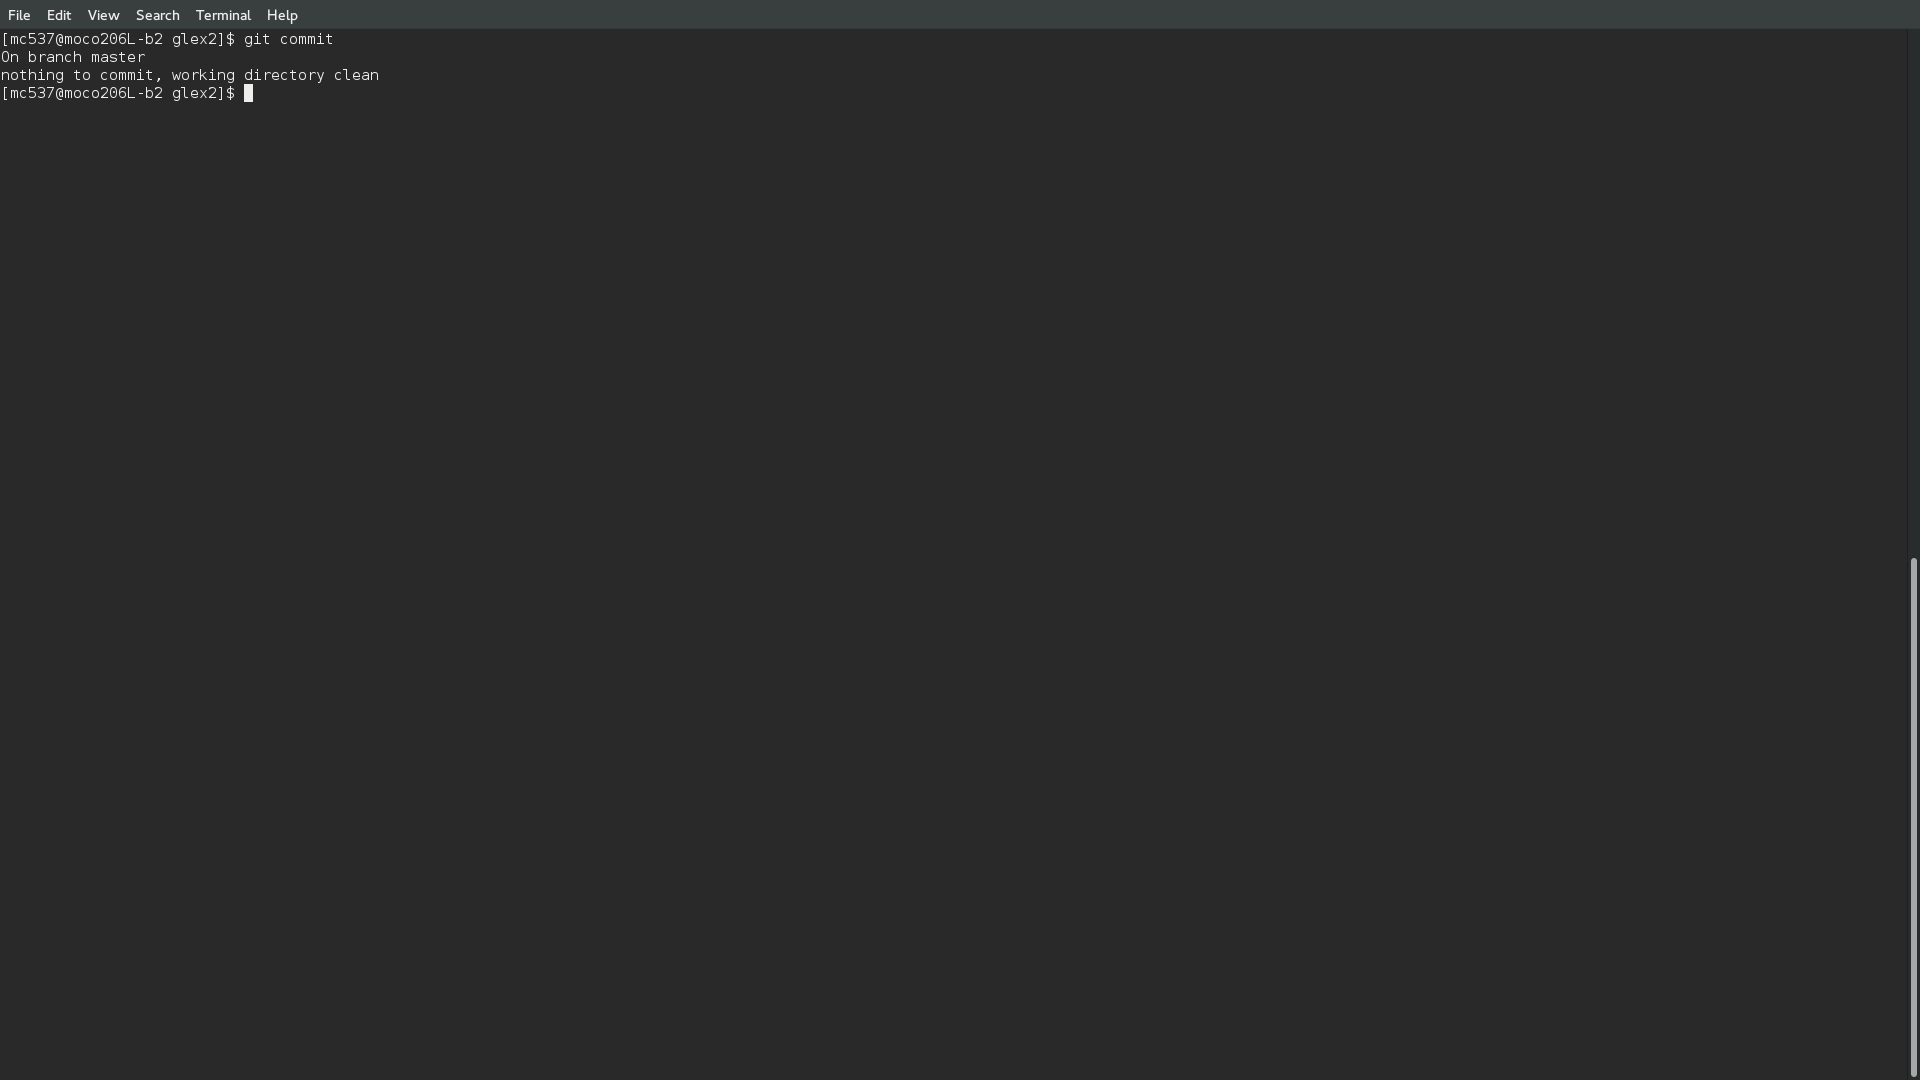 File Edit View Search Terminal Help
[mc537@moco206L-b2 glex2]$ git commit
On branch master
nothing to commit, working directory clean
[mc537@moco206L-b2 glex2]$